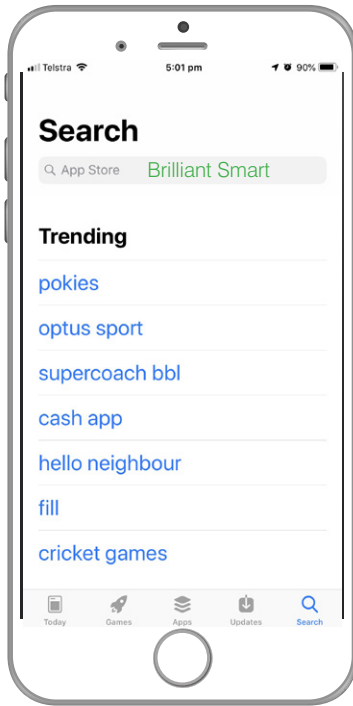 Telstra 5:01 pm 90%
Search
App Store Brilliant Smart
Trending
pokies
optus sport
supercoach bbl
cash app
hello neighbour
fill
cricket games
Today Games Apps Updates Search